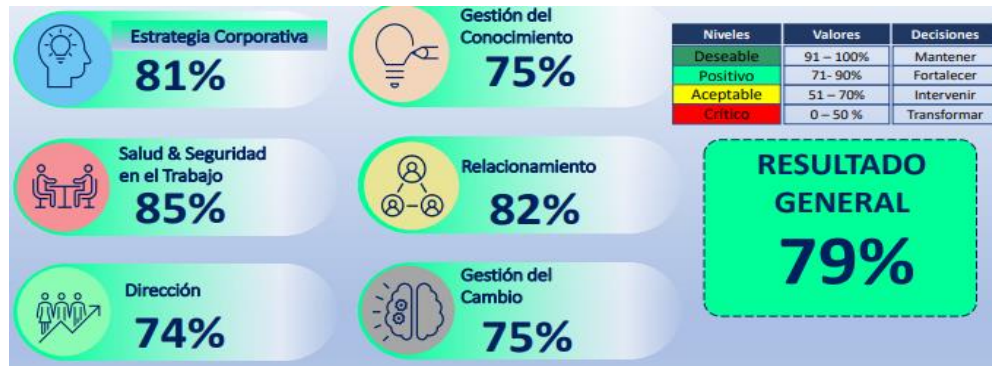 Estrategia Corporativa
81%
Gestión del
Conocimiento
75%
Salud & Seguridad
en el Trabajo
85%
Relacionamiento
82%
Dirección
74%
Gestión del
Cambio
75%
Niveles Valores Decisiones
Deseable 91 – 100% Mantener
Positivo 71- 90% Fortalecer
Aceptable 51 – 70% Intervenir
Crítico 0 – 50 % Transformar
RESULTADO
GENERAL
79%